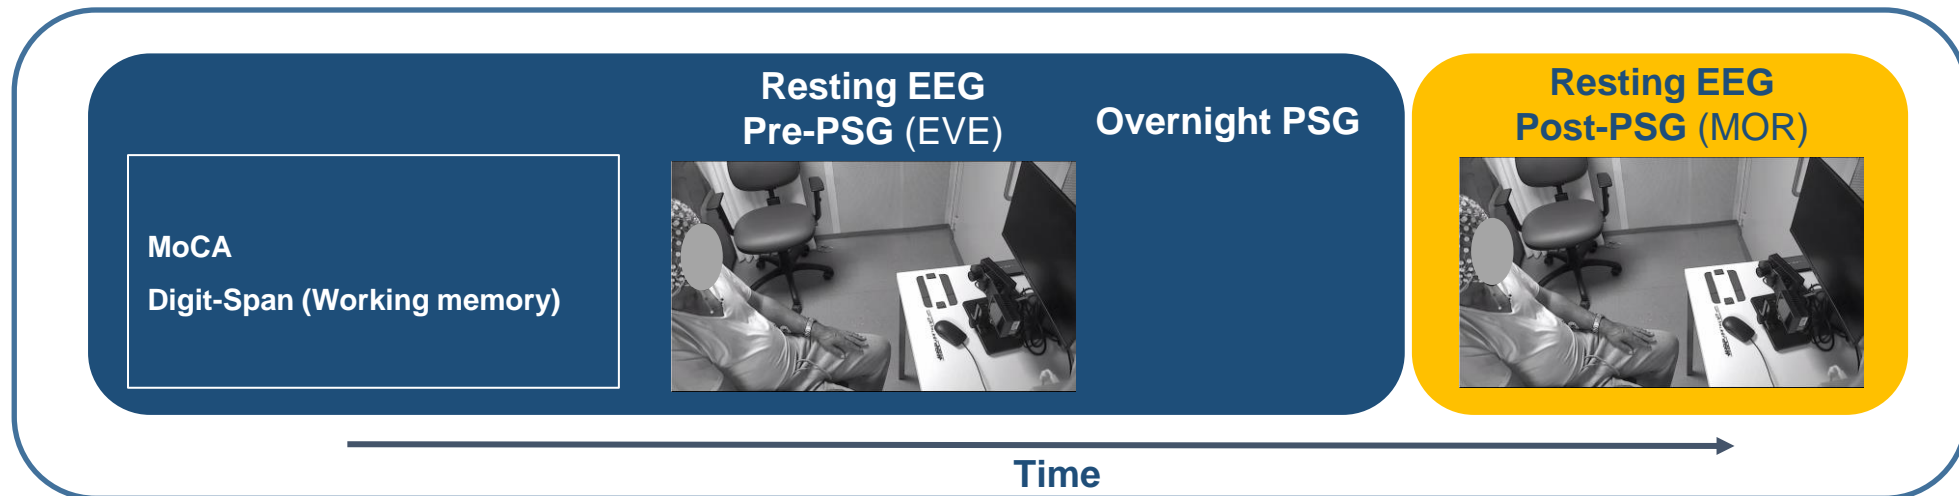 Resting EEG
Pre-PSG (EVE)
Overnight PSG
Resting EEG
Post-PSG (MOR)
MoCA
Digit-Span (Working memory)
Time